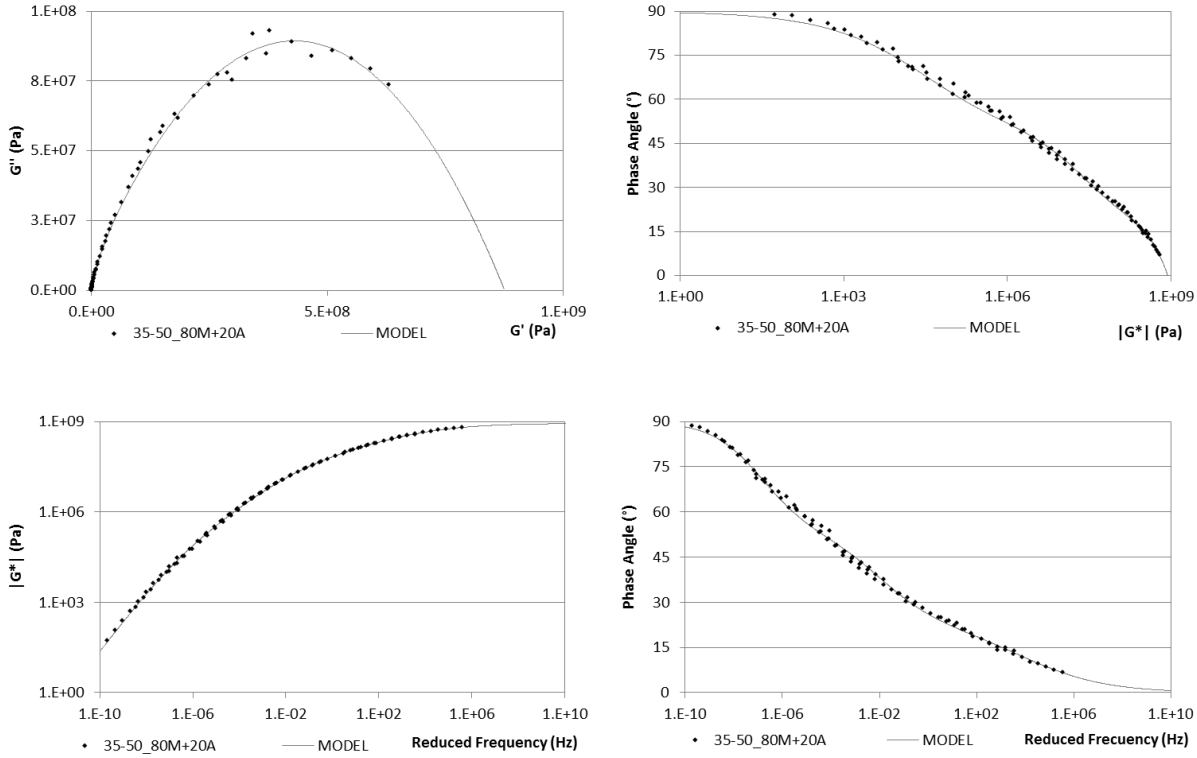 1.E+08
8.E+07
5.E+07
3.E+07
0.E+00
G'' (Pa)
0.E+00 5.E+08 1.E+09
35-50_80M+20A MODEL G' (Pa)
90
75
60
45
30
15
0
Phase Angle (°)
1.E+00 1.E+03 1.E+06 1.E+09
35-50_80M+20A MODEL |G*| (Pa)
1.E+09
1.E+06
1.E+03
1.E+00
|G*| (Pa)
1.E-10 1.E-06 1.E-02 1.E+02 1.E+06 1.E+10
35-50_80M+20A MODEL Reduced Frequency (Hz)
90
75
60
45
30
15
0
Phase Angle (°)
1.E-10 1.E-06 1.E-02 1.E+02 1.E+06 1.E+10
35-50_80M+20A MODEL Reduced Frecuency (Hz)